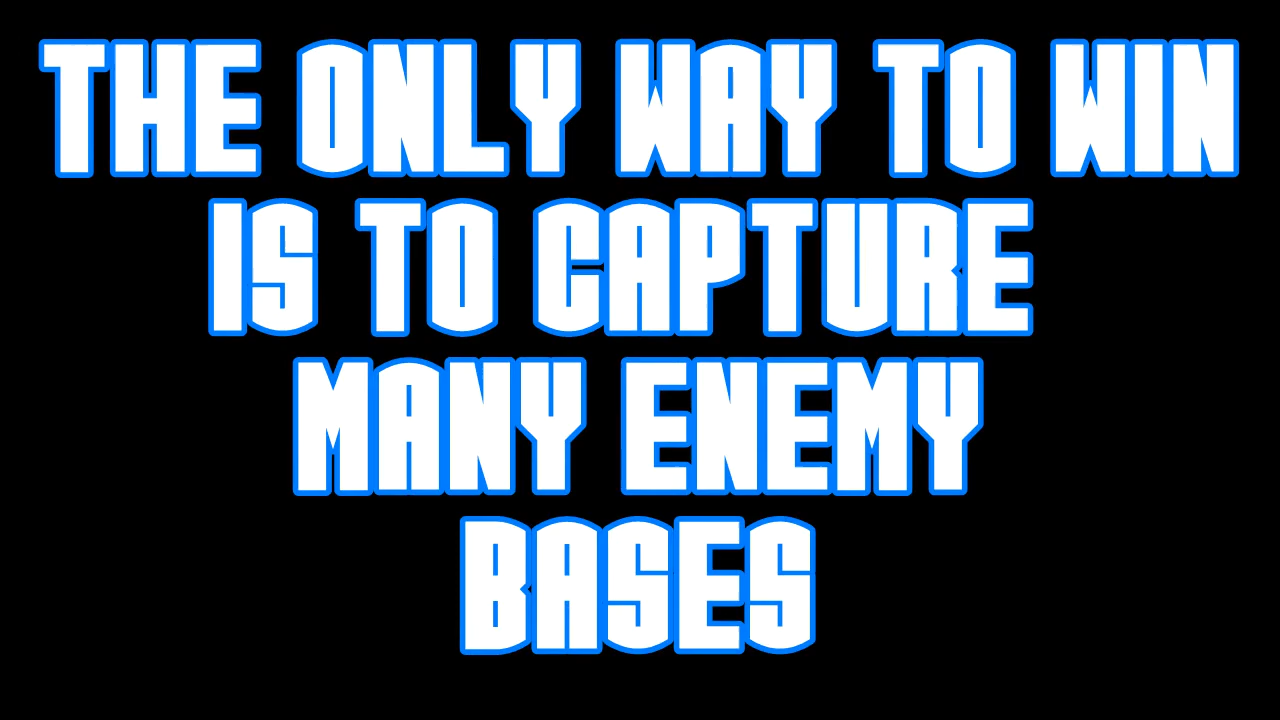 THE ONLY WAY TO WIN
IS TO CAPTURE
MANY ENEMY
BASES